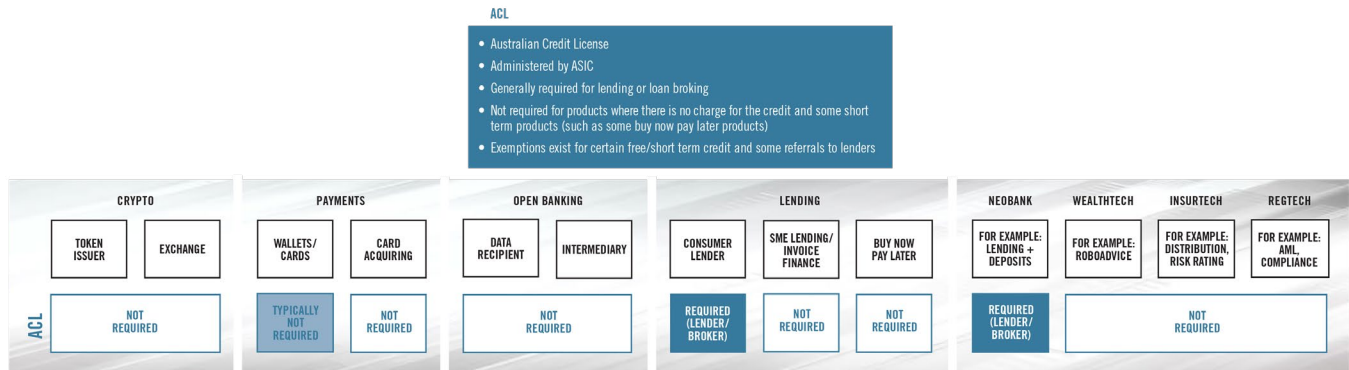 ACL
• Australian Credit License
• Administered by ASIC
• Generally required for lending or loan broking
• Not required for products where there is no charge for the credit and some short
term products (such as some buy now pay later products)
• Exemptions exist for certain free/short term credit and some referrals to lenders
CRYPTO
TOKEN
ISSUER
EXCHANGE
PAYMENTS
WALLETS/
CARDS
CARD
ACQUIRING
OPEN BANKING
DATA
RECIPIENT
INTERMEDIARY
LENDING
CONSUMER
LENDER
SME LENDING/
INVOICE
FINANCE
BUY NOW
PAY LATER
NEOBANK
FOR EXAMPLE:
LENDING +
DEPOSITS
WEALTHTECH
FOR EXAMPLE:
ROBOADVICE
INSURTECH
FOR EXAMPLE:
DISTRIBUTION,
RISK RATING
REGTECH
FOR EXAMPLE:
AML,
COMPLIANCE
ACL
NOT
REQUIRED
TYPICALLY
NOT
REQUIRED
NOT
REQUIRED
NOT
REQUIRED
REQUIRED
(LENDER/
BROKER)
NOT
REQUIRED
NOT
REQUIRED
REQUIRED
(LENDER/
BROKER)
NOT
REQUIRED